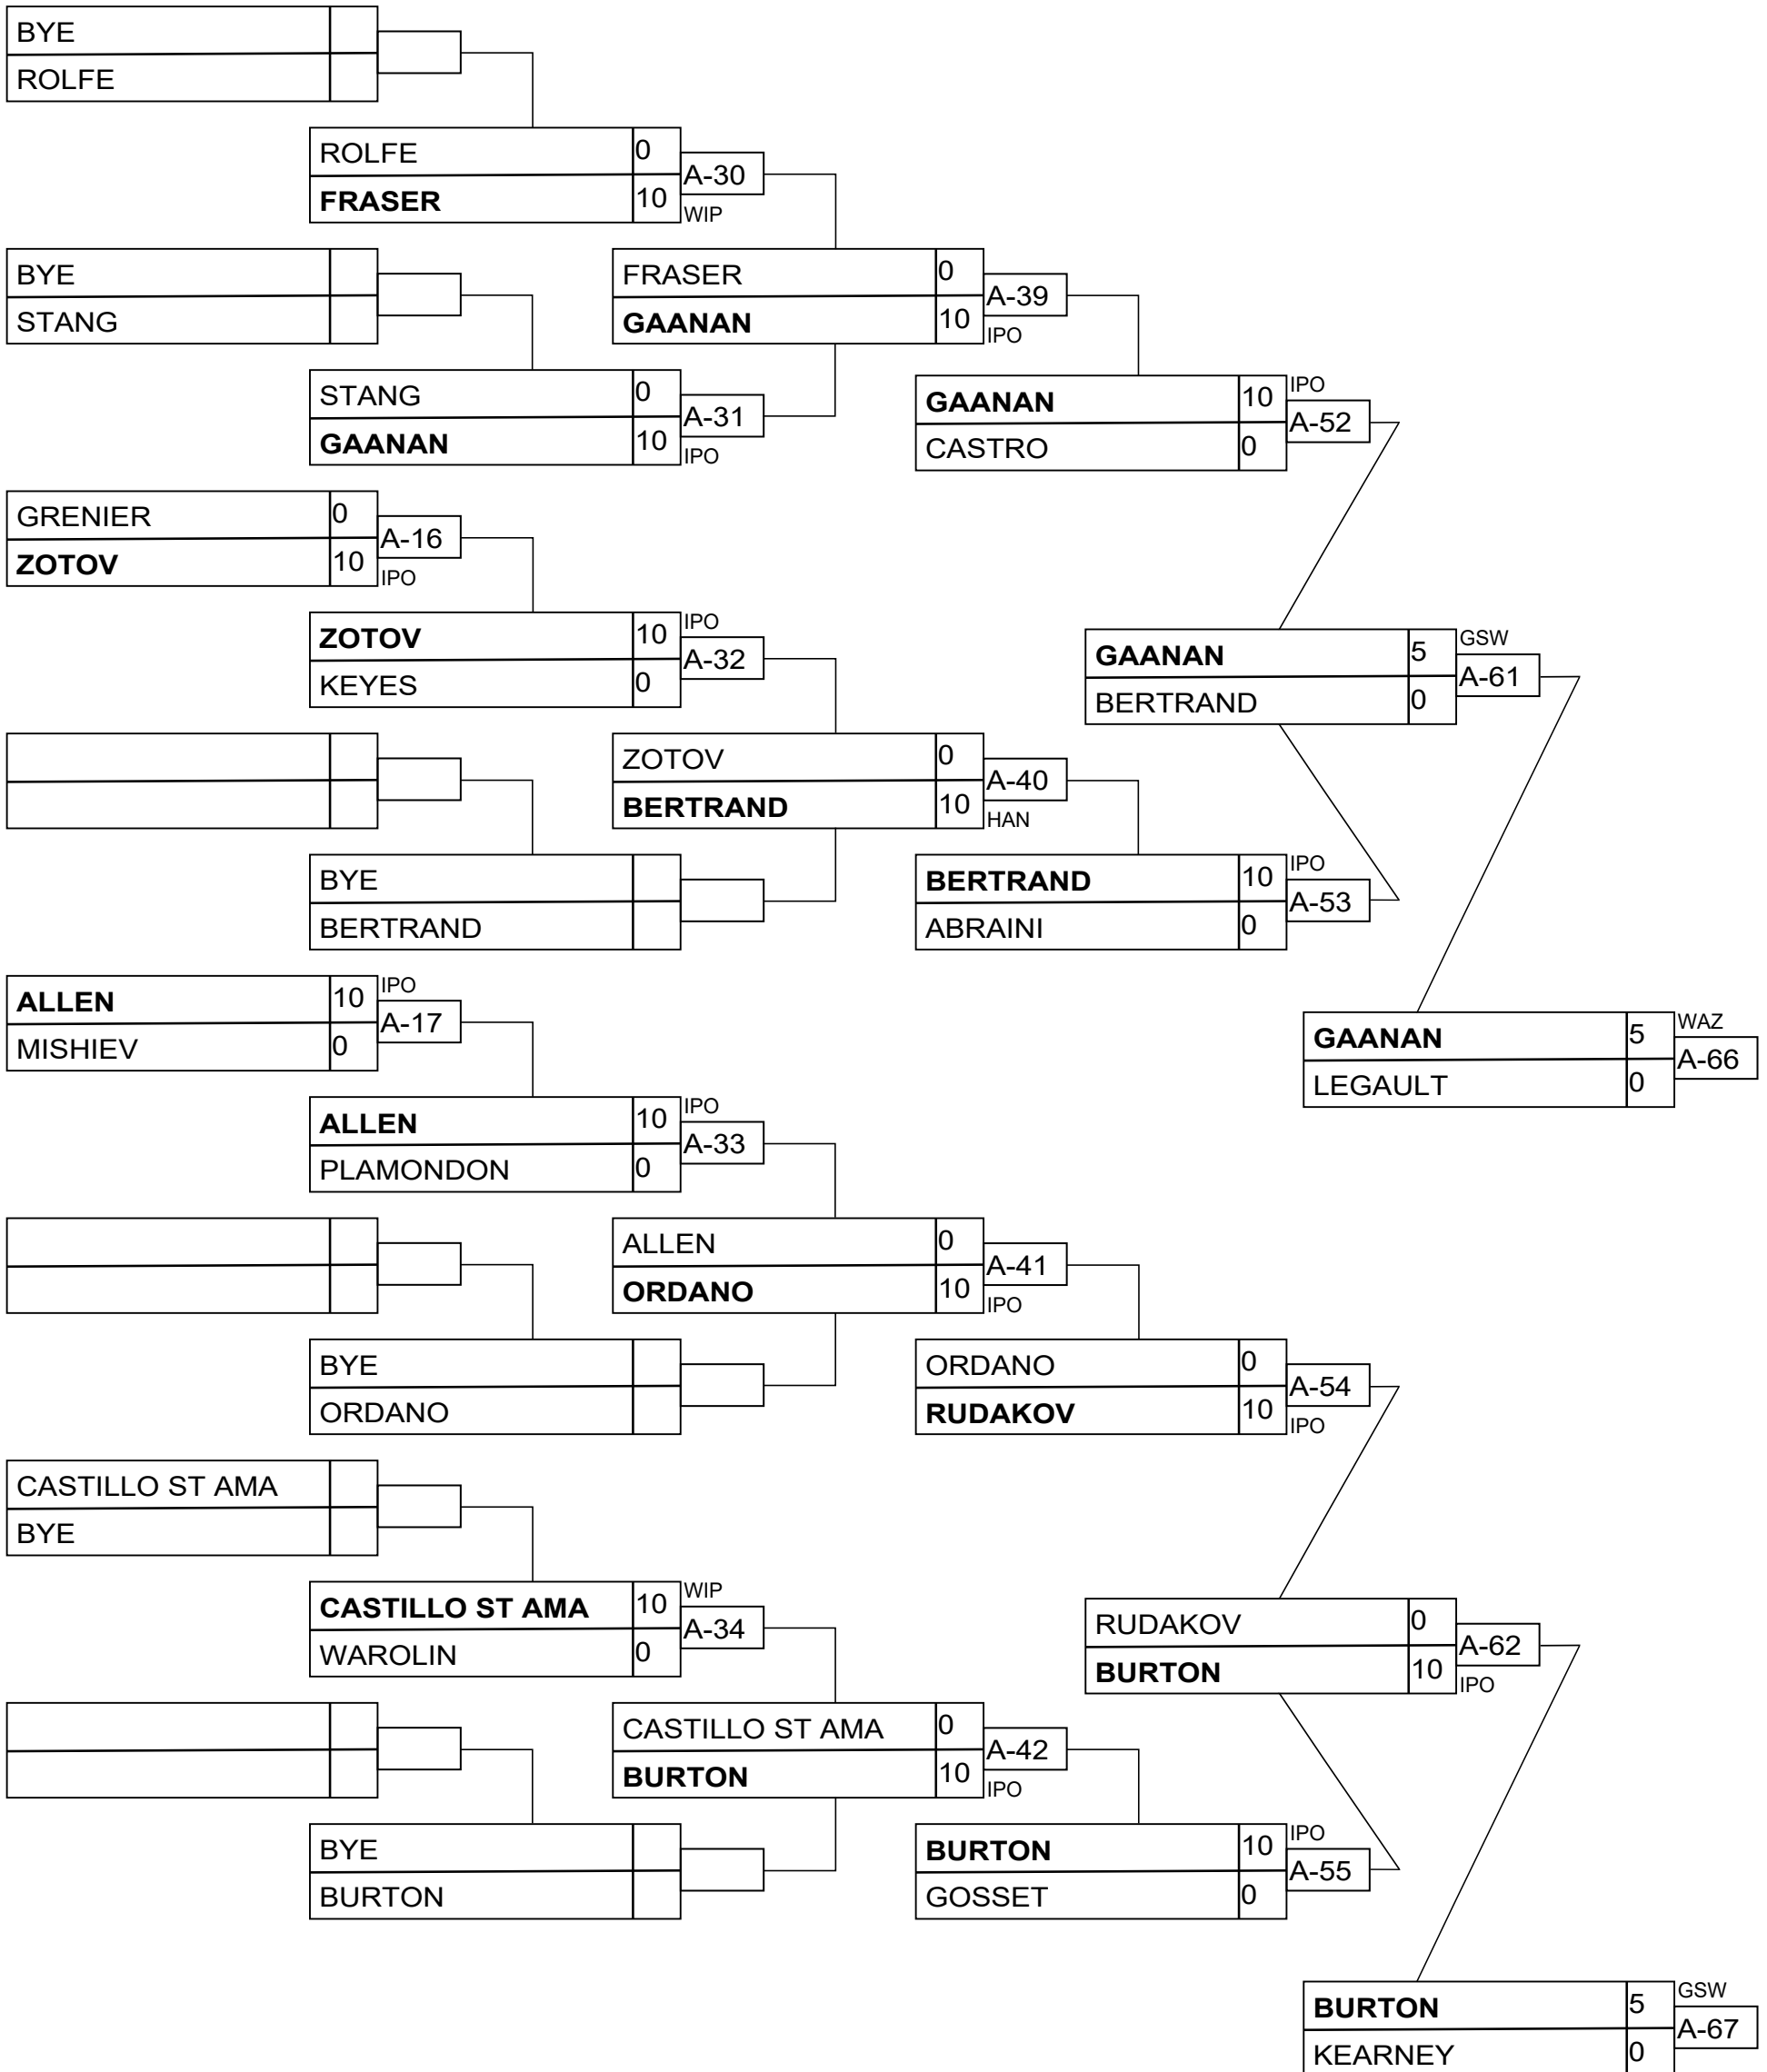 BYE
ROLFE
ROLFE 0
A-30
FRASER 10
WIP
BYE
STANG
FRASER 0
A-39
GAANAN 10
IPO
STANG 0
A-31
GAANAN 10
IPO
GAANAN 10 IPO
A-52
CASTRO 0
GRENIER 0
A-16
ZOTOV 10
IPO
ZOTOV 10 IPO
A-32
KEYES 0
GAANAN 5 GSW
A-61
BERTRAND 0
ZOTOV 0
A-40
BERTRAND 10
HAN
BYE
BERTRAND
BERTRAND 10 IPO
A-53
ABRAINI 0
ALLEN 10 IPO
A-17
MISHIEV 0
GAANAN 5 WAZ
A-66
LEGAULT 0
ALLEN 10 IPO
A-33
PLAMONDON 0
ALLEN 0
A-41
ORDANO 10
IPO
BYE
ORDANO
ORDANO 0
A-54
RUDAKOV 10
IPO
CASTILLO ST AMA
BYE
CASTILLO ST AMA 10 WIP
A-34
WAROLIN 0
RUDAKOV 0
A-62
BURTON 10
IPO
CASTILLO ST AMA 0
A-42
BURTON 10
IPO
BYE
BURTON
BURTON 10 IPO
A-55
GOSSET 0
BURTON 5 GSW
A-67
KEARNEY 0